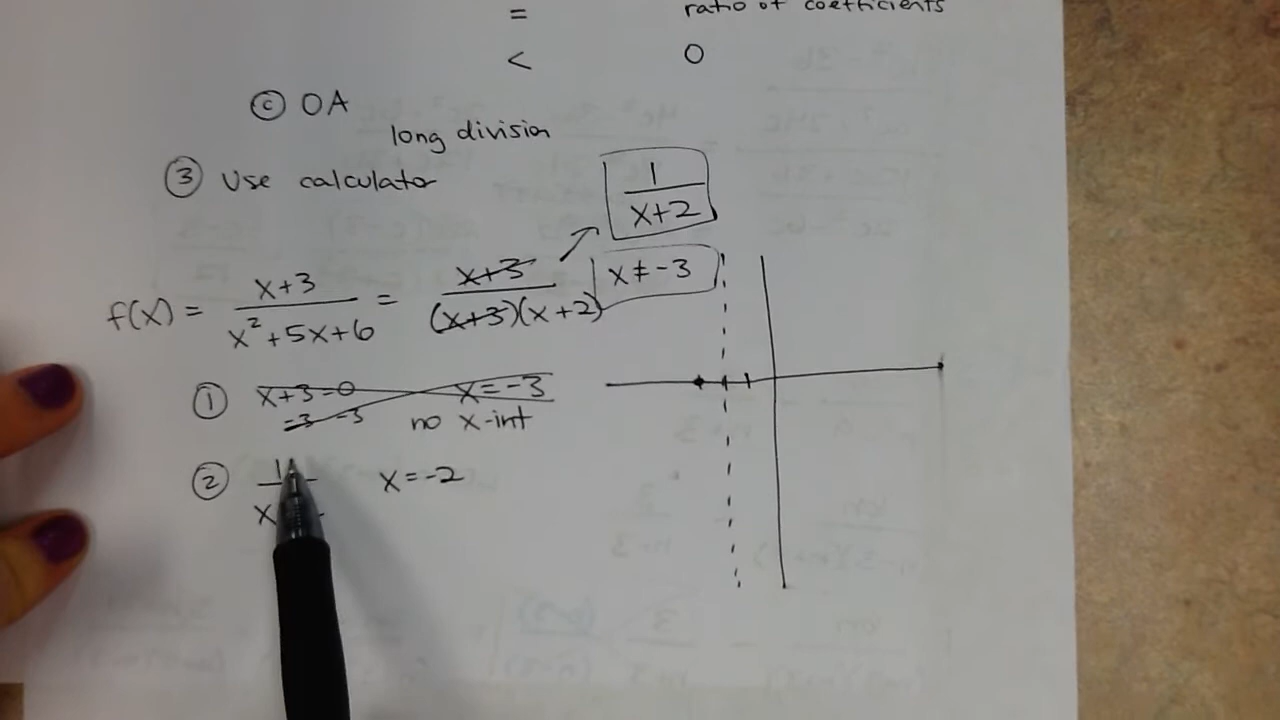 = ratio of coefficients
< 0
ⓒ OA
long division
③ Use calculator
1
x+2
f(x) = x+3 / x²+5x+6 = x+3 / (x+3)(x+2)
x≠-3
① x+3=0 x=-3
-3 -3 no x-int
② 1 x=-2
x